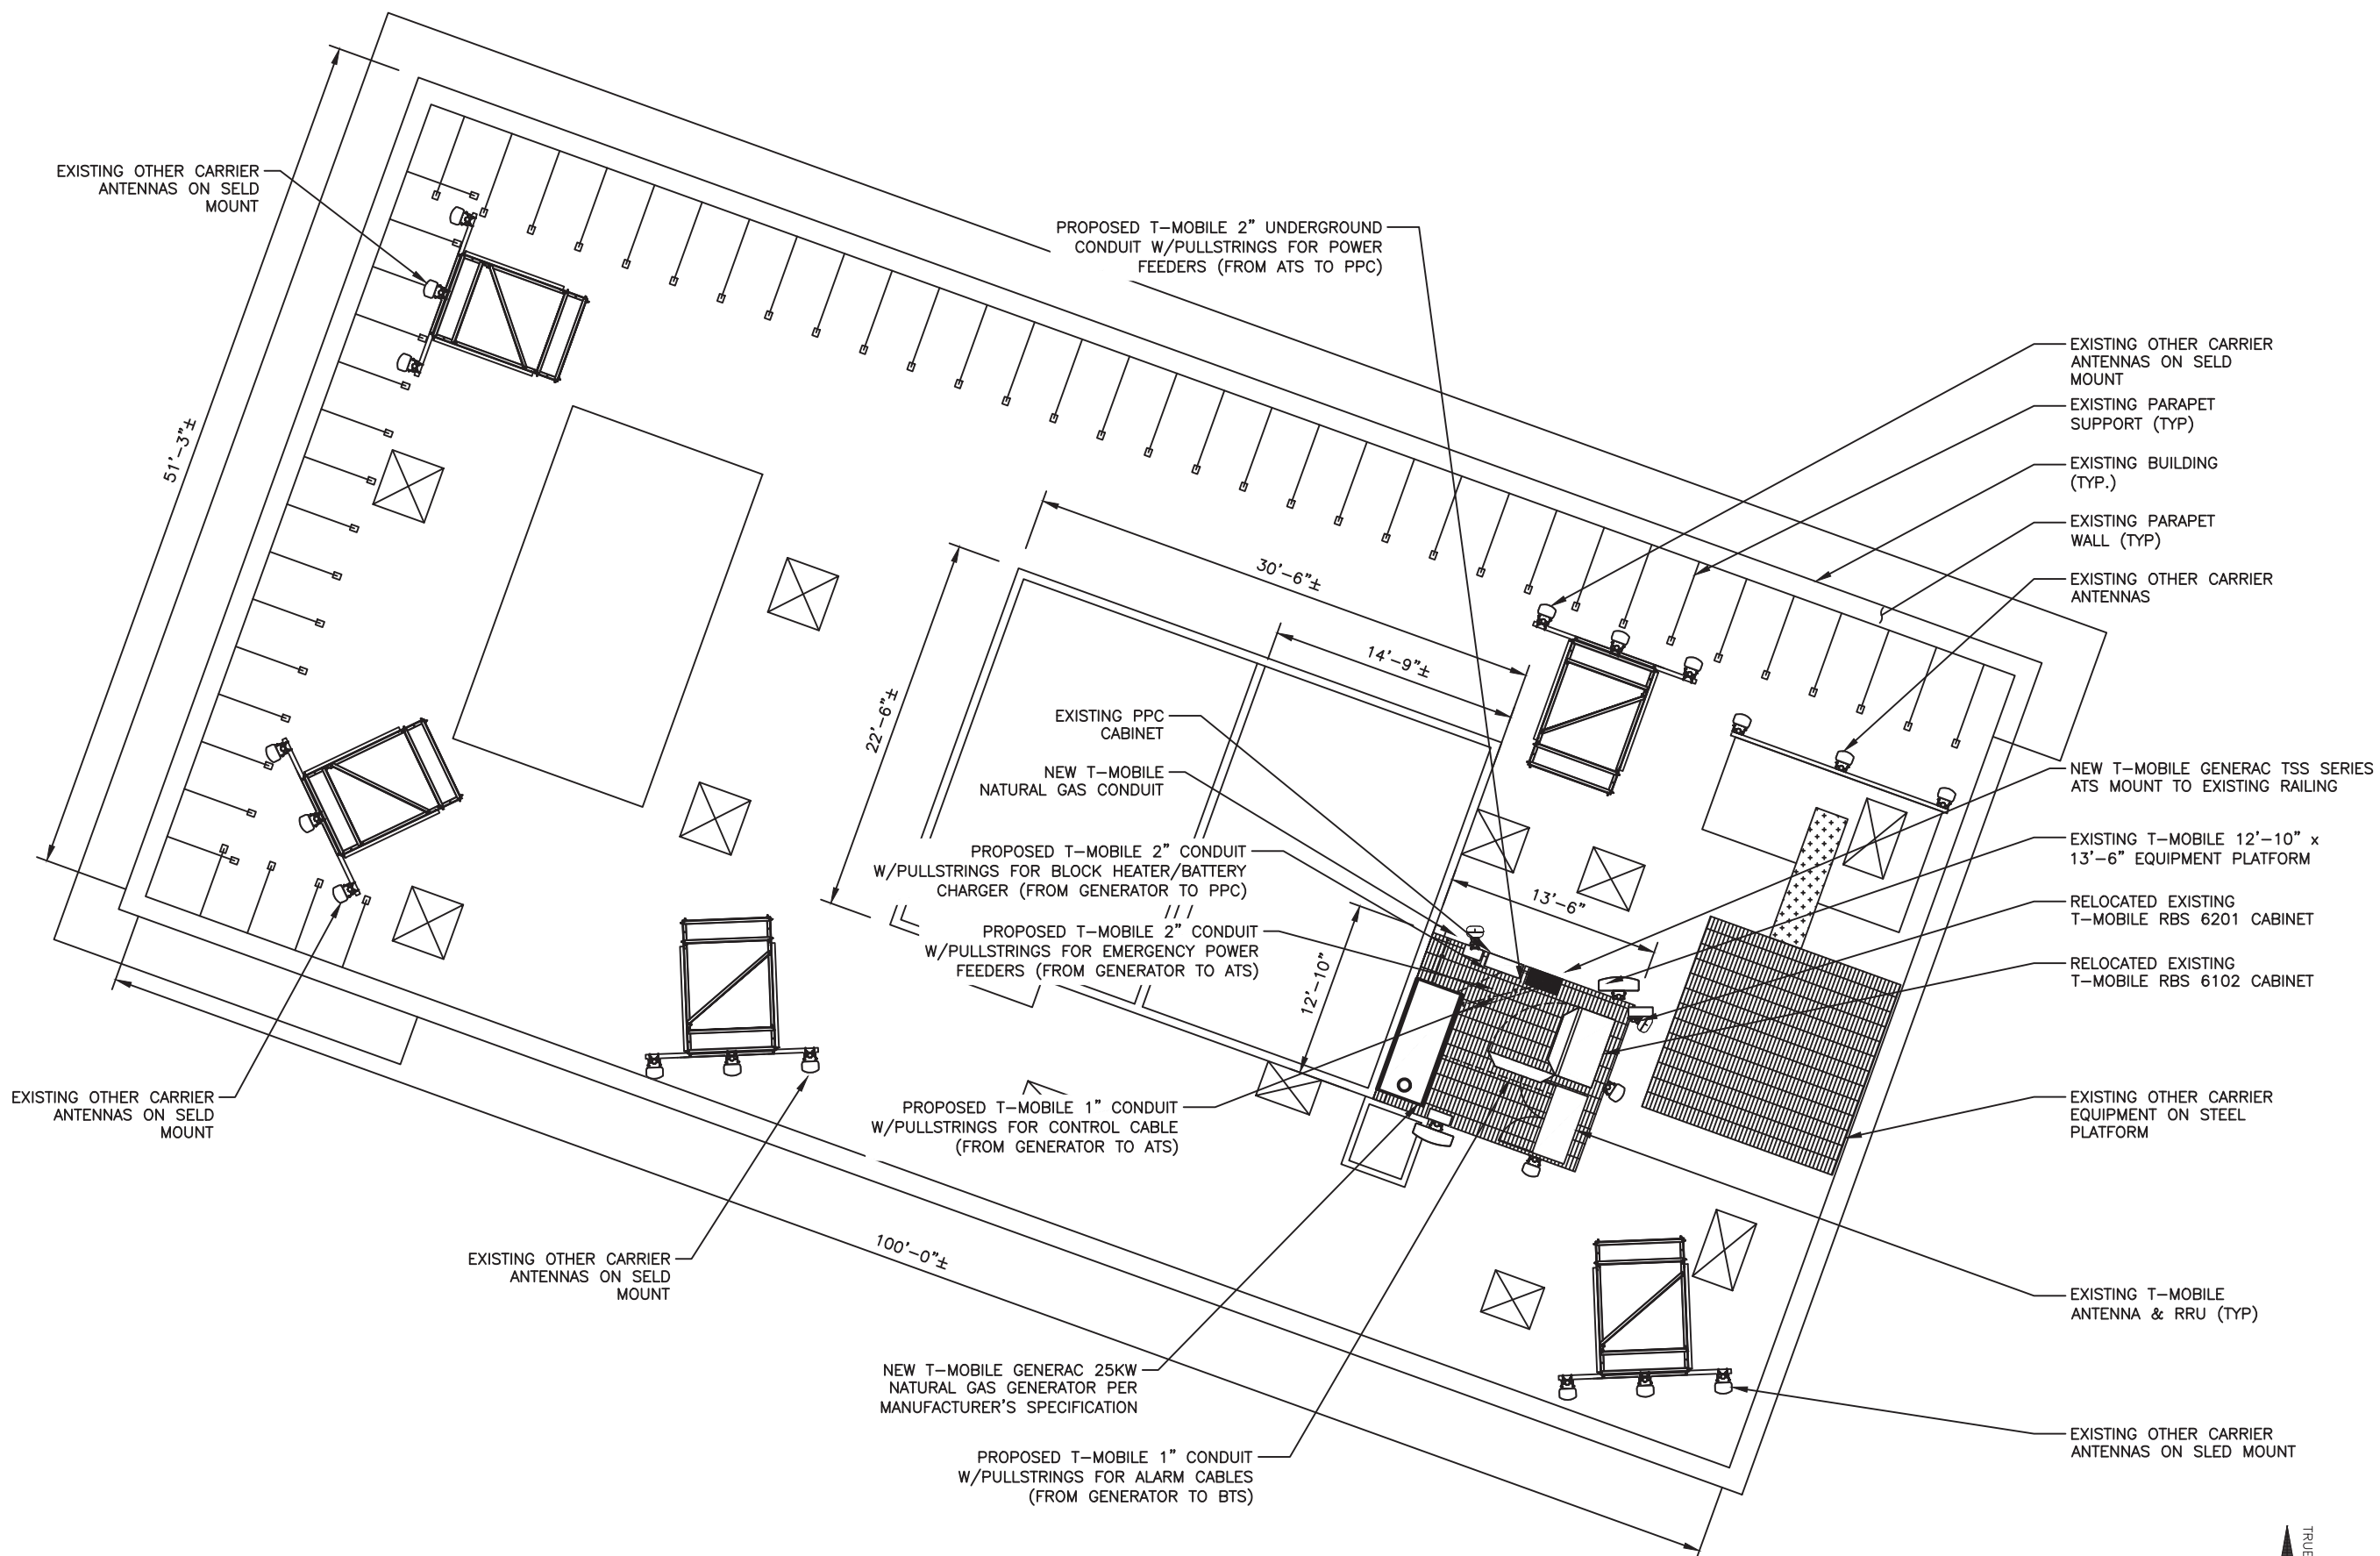 EXISTING OTHER CARRIER
ANTENNAS ON SELD
MOUNT
PROPOSED T-MOBILE 2" UNDERGROUND
CONDUIT W/PULLSTRINGS FOR POWER
FEEDERS (FROM ATS TO PPC)
EXISTING OTHER CARRIER
ANTENNAS ON SELD
MOUNT
EXISTING PARAPET
SUPPORT (TYP)
EXISTING BUILDING
(TYP.)
EXISTING PARAPET
WALL (TYP)
EXISTING OTHER CARRIER
ANTENNAS
51'-3"±
30'-6"±
14'-9"±
22'-6"±
EXISTING PPC
CABINET
NEW T-MOBILE
NATURAL GAS CONDUIT
PROPOSED T-MOBILE 2" CONDUIT
W/PULLSTRINGS FOR BLOCK HEATER/BATTERY
CHARGER (FROM GENERATOR TO PPC)
PROPOSED T-MOBILE 2" CONDUIT
W/PULLSTRINGS FOR EMERGENCY POWER
FEEDERS (FROM GENERATOR TO ATS)
13'-6"
12'-10"
NEW T-MOBILE GENERAC TSS SERIES
ATS MOUNT TO EXISTING RAILING
EXISTING T-MOBILE 12'-10" x
13'-6" EQUIPMENT PLATFORM
RELOCATED EXISTING
T-MOBILE RBS 6201 CABINET
RELOCATED EXISTING
T-MOBILE RBS 6102 CABINET
EXISTING OTHER CARRIER
EQUIPMENT ON STEEL
PLATFORM
EXISTING OTHER CARRIER
ANTENNAS ON SELD
MOUNT
PROPOSED T-MOBILE 1" CONDUIT
W/PULLSTRINGS FOR CONTROL CABLE
(FROM GENERATOR TO ATS)
EXISTING OTHER CARRIER
ANTENNAS ON SELD
MOUNT
100'-0"±
EXISTING T-MOBILE
ANTENNA & RRU (TYP)
NEW T-MOBILE GENERAC 25KW
NATURAL GAS GENERATOR PER
MANUFACTURER'S SPECIFICATION
EXISTING OTHER CARRIER
ANTENNAS ON SLED MOUNT
PROPOSED T-MOBILE 1" CONDUIT
W/PULLSTRINGS FOR ALARM CABLES
(FROM GENERATOR TO BTS)
TRUE